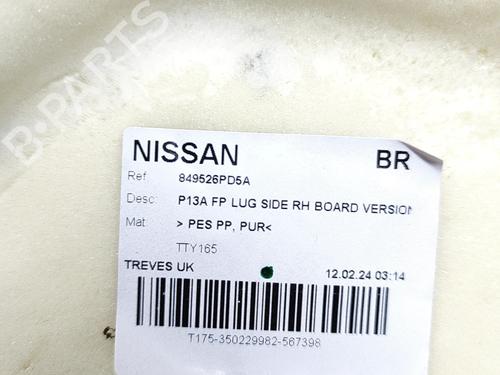 B-PARTS
NISSAN BR
Ref: 849526PD5A
Desc: P13A FP LUG SIDE RH BOARD VERSION
Mat: > PES PP, PUR<
TTY165
TREVES UK 12.02.24 03:14
T175-350229982-567398